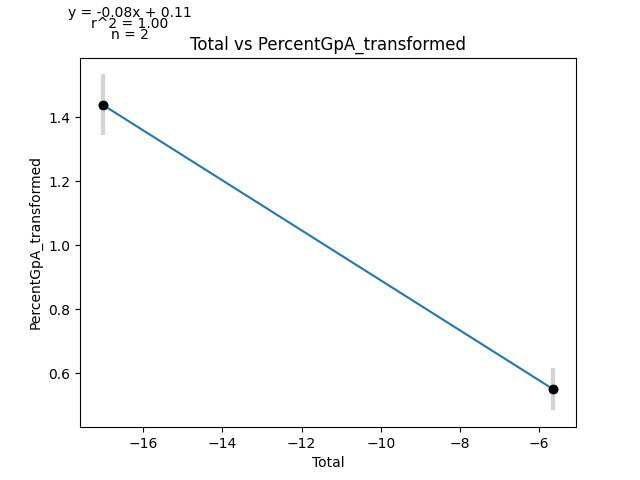 y = -0.08x + 0.11
r^2 = 1.00
n = 2
Total vs PercentGpA_transformed
PercentGpA_transformed
1.4
1.2
1.0
0.8
0.6
−16
−14
−12
−10
−8
−6
Total